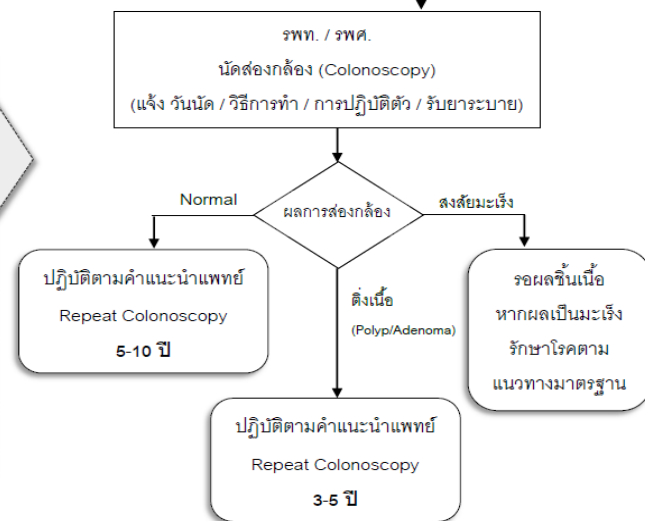 รพท. / รพศ.
นัดส่องกล้อง (Colonoscopy)
(แจ้ง วันนัด / วิธีการทำ / การปฏิบัติตัว / รับยาระบาย)
Normal
ผลการส่องกล้อง
สงสัยมะเร็ง
ปฏิบัติตามคำแนะนำแพทย์
Repeat Colonoscopy
5-10 ปี
ติ่งเนื้อ
(Polyp/Adenoma)
รอผลชิ้นเนื้อ
หากผลเป็นมะเร็ง
รักษาโรคตาม
แนวทางมาตรฐาน
ปฏิบัติตามคำแนะนำแพทย์
Repeat Colonoscopy
3-5 ปี